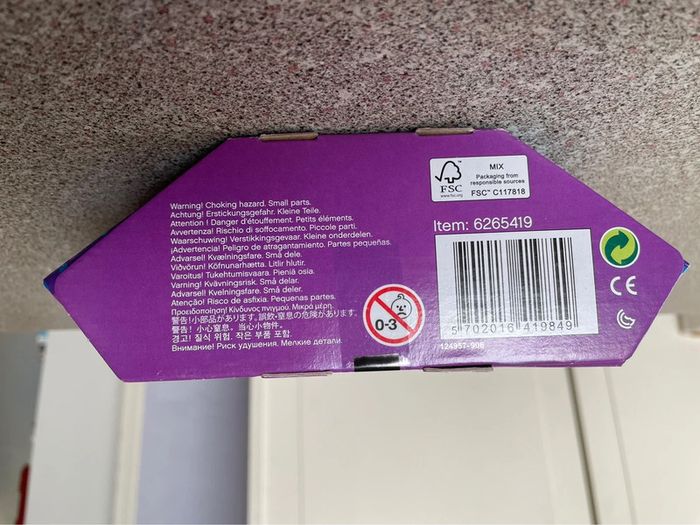 Warning! Choking hazard. Small parts.
Achtung! Erstickungsgefahr. Kleine Teile.
Attention ! Danger d'étouffement. Petits éléments.
Avvertenza! Rischio di soffocamento. Piccole parti.
Waarschuwing! Verstikkingsgevaar. Kleine onderdelen.
¡Advertencia! Peligro de atragantamiento. Partes pequeñas.
Advarsel! Kvælningsfare. Små dele.
Viðvörun! Köfnunarhætta. Litlir hlutir.
Varoitus! Tukehtumisvaara. Pieniä osia.
Varning! Kvävningsrisk. Små delar.
Advarsel! Kvelningsfare. Små deler.
Atenção! Risco de asfixia. Pequenas partes.
Προειδοποίηση! Κίνδυνος πνιγμού. Μικρά μέρη.
警告!小部品があります。誤飲・窒息の危険があります。
警告!小心窒息。当心小物件。
경고! 질식 위험. 작은 부품 포함.
Внимание! Риск удушения. Мелкие детали.
0-3
FSC
www.fsc.org
MIX
Packaging from
responsible sources
FSC™ C117818
Item: 6265419
5 702016 419849
124957-906
CE